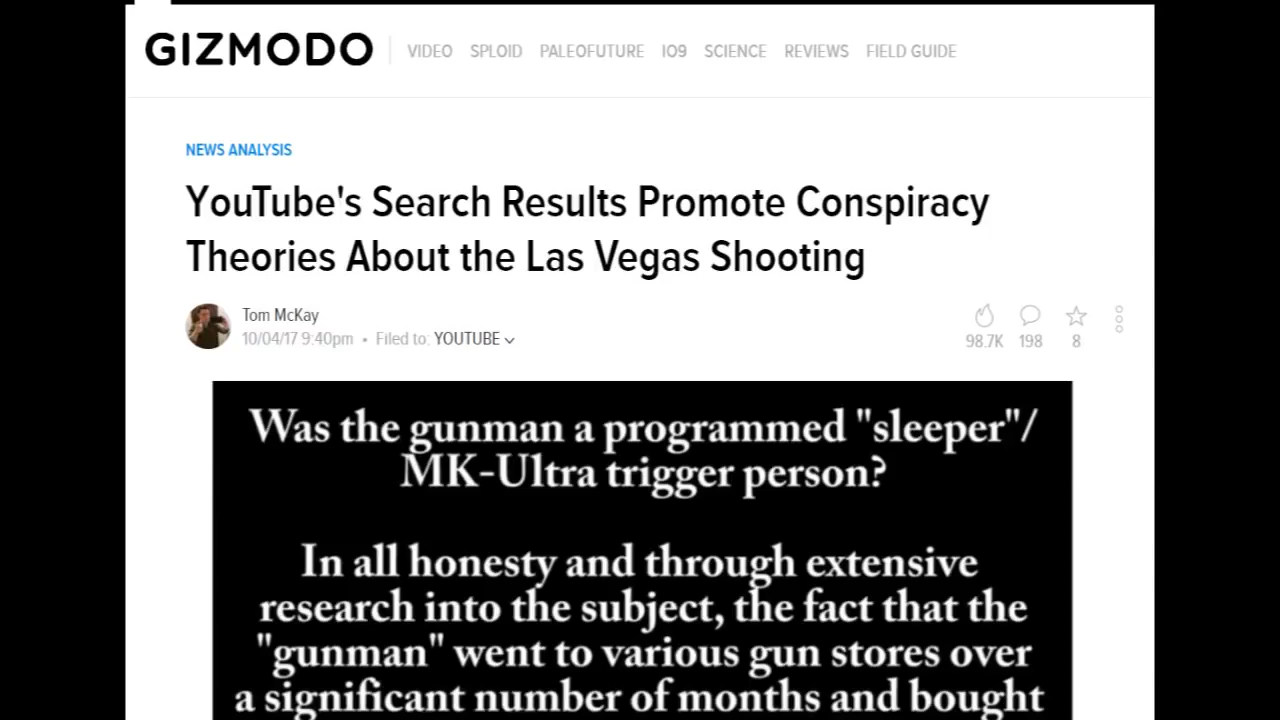 GIZMODO
VIDEO SPLOID PALEOFUTURE IO9 SCIENCE REVIEWS FIELD GUIDE
NEWS ANALYSIS
YouTube's Search Results Promote Conspiracy
Theories About the Las Vegas Shooting
Tom McKay
10/04/17 9:40pm • Filed to: YOUTUBE
98.7K 198 8
Was the gunman a programmed "sleeper"/
MK-Ultra trigger person?
In all honesty and through extensive
research into the subject, the fact that the
"gunman" went to various gun stores over
a significant number of months and bought